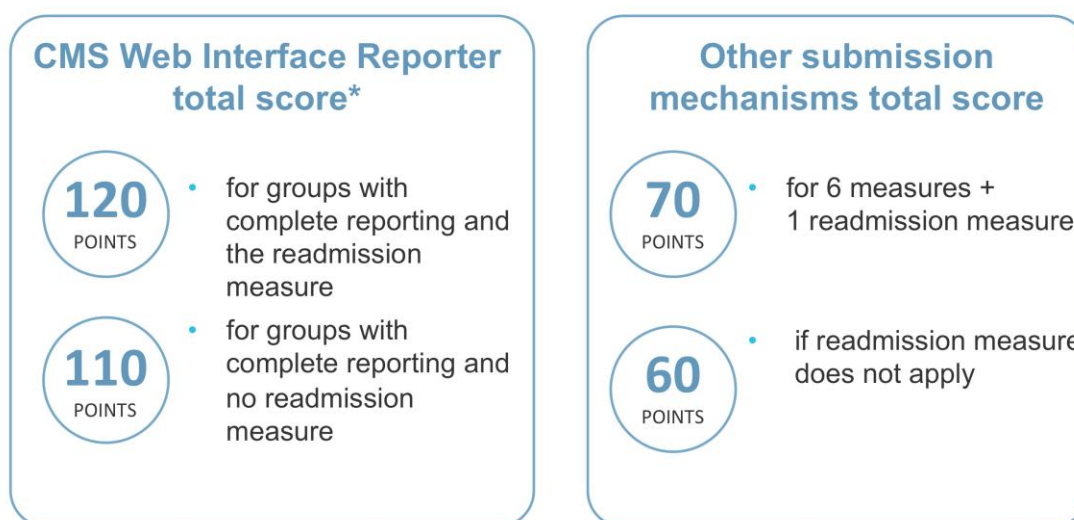 CMS Web Interface Reporter
total score*
120
POINTS
• for groups with
complete reporting and
the readmission
measure
110
POINTS
• for groups with
complete reporting and
no readmission
measure
Other submission
mechanisms total score
70
POINTS
• for 6 measures +
1 readmission measure
60
POINTS
• if readmission measure
does not apply